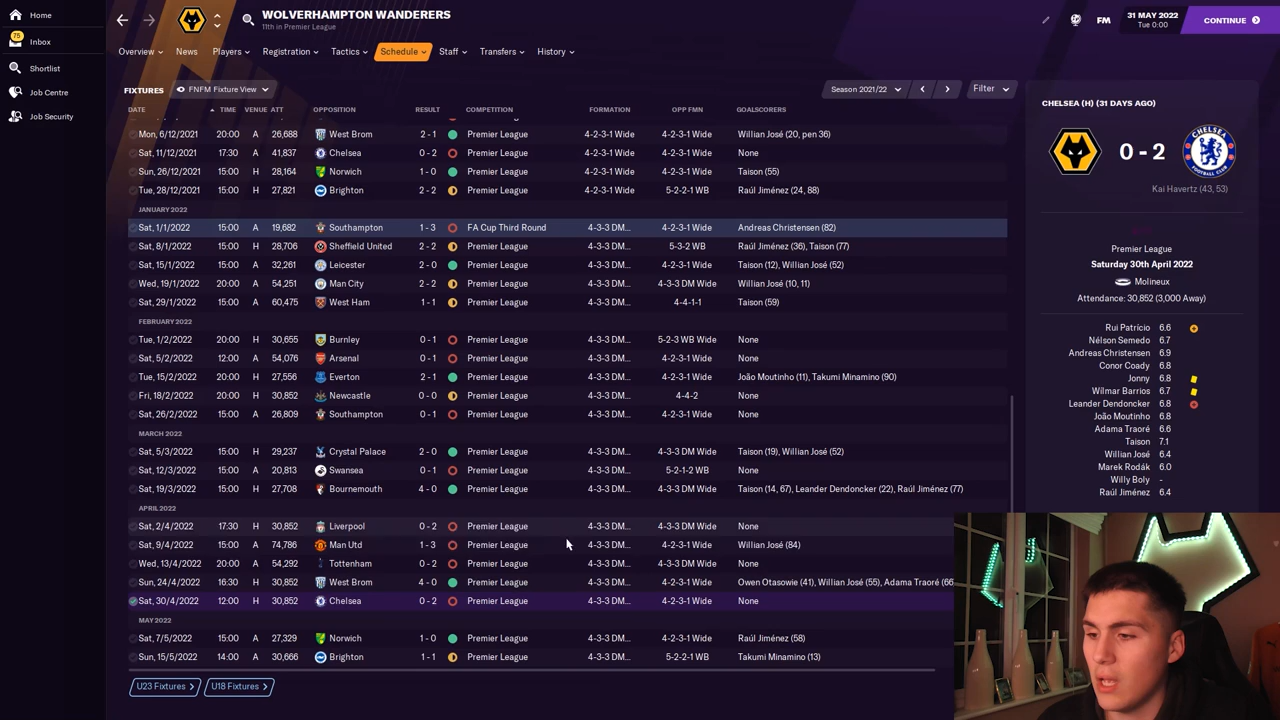 Home
WOLVERHAMPTON WANDERERS
11th in Premier League
FM
31 MAY 2022
Tue 0:00
CONTINUE
75
Inbox
Overview News Players Registration Tactics Schedule Staff Transfers History
Shortlist
Job Centre
Job Security
FIXTURES FNFM Fixture View Season 2021/22 Filter
DATE TIME VENUE ATT OPPOSITION RESULT COMPETITION FORMATION OPP FMN GOALSCORERS
Mon, 6/12/2021 20:00 A 26,688 West Brom 2 - 1 Premier League 4-2-3-1 Wide 4-2-3-1 Wide Willian José (20, pen 36)
Sat, 11/12/2021 17:30 A 41,837 Chelsea 0 - 2 Premier League 4-2-3-1 Wide 4-2-3-1 Wide None
Sun, 26/12/2021 15:00 H 28,164 Norwich 1 - 0 Premier League 4-2-3-1 Wide 4-2-3-1 Wide Taison (55)
Tue, 28/12/2021 15:00 H 27,821 Brighton 2 - 2 Premier League 4-2-3-1 Wide 5-2-2-1 WB Raúl Jiménez (24, 88)
JANUARY 2022
Sat, 1/1/2022 15:00 A 19,682 Southampton 1 - 3 FA Cup Third Round 4-3-3 DM... 4-2-3-1 Wide Andreas Christensen (82)
Sat, 8/1/2022 15:00 H 28,706 Sheffield United 2 - 2 Premier League 4-3-3 DM... 5-3-2 WB Raúl Jiménez (36), Taison (77)
Sat, 15/1/2022 15:00 A 32,261 Leicester 2 - 0 Premier League 4-3-3 DM... 4-2-3-1 Wide Taison (12), Willian José (52)
Wed, 19/1/2022 20:00 A 54,251 Man City 2 - 2 Premier League 4-3-3 DM... 4-3-3 DM Wide Willian José (10, 11)
Sat, 29/1/2022 15:00 A 60,475 West Ham 1 - 1 Premier League 4-3-3 DM... 4-4-1-1 Taison (59)
FEBRUARY 2022
Tue, 1/2/2022 20:00 H 30,655 Burnley 0 - 1 Premier League 4-3-3 DM... 5-2-3 WB Wide None
Sat, 5/2/2022 12:00 A 54,076 Arsenal 0 - 1 Premier League 4-3-3 DM... 4-2-3-1 Wide None
Tue, 15/2/2022 20:00 H 27,556 Everton 2 - 1 Premier League 4-3-3 DM... 4-2-3-1 Wide João Moutinho (11), Takumi Minamino (90)
Fri, 18/2/2022 20:00 H 30,852 Newcastle 0 - 0 Premier League 4-3-3 DM... 4-4-2 None
Sat, 26/2/2022 15:00 A 26,809 Southampton 0 - 1 Premier League 4-3-3 DM... 4-2-3-1 Wide None
MARCH 2022
Sat, 5/3/2022 15:00 H 29,237 Crystal Palace 2 - 0 Premier League 4-3-3 DM... 4-3-3 DM Wide Taison (19), Willian José (52)
Sat, 12/3/2022 15:00 A 20,813 Swansea 0 - 1 Premier League 4-3-3 DM... 5-2-1-2 WB None
Sat, 19/3/2022 15:00 H 27,708 Bournemouth 4 - 0 Premier League 4-3-3 DM... 4-3-3 DM Wide Taison (14, 67), Leander Dendoncker (22), Raúl Jiménez (77)
APRIL 2022
Sat, 2/4/2022 17:30 H 30,852 Liverpool 0 - 2 Premier League 4-3-3 DM... 4-3-3 DM Wide None
Sat, 9/4/2022 15:00 A 74,786 Man Utd 1 - 3 Premier League 4-3-3 DM... 4-2-3-1 Wide Willian José (84)
Wed, 13/4/2022 20:00 A 54,292 Tottenham 0 - 2 Premier League 4-3-3 DM... 4-3-3 DM Wide None
Sun, 24/4/2022 16:30 H 30,852 West Brom 4 - 0 Premier League 4-3-3 DM... 4-2-3-1 Wide Owen Otasowie (41), Willian José (55), Adama Traoré (66
Sat, 30/4/2022 12:00 H 30,852 Chelsea 0 - 2 Premier League 4-3-3 DM... 4-2-3-1 Wide None
MAY 2022
Sat, 7/5/2022 15:00 A 27,329 Norwich 1 - 0 Premier League 4-3-3 DM... 4-2-3-1 Wide Raúl Jiménez (58)
Sun, 15/5/2022 14:00 A 30,666 Brighton 1 - 1 Premier League 4-3-3 DM... 5-2-2-1 WB Takumi Minamino (13)
U23 Fixtures U18 Fixtures
CHELSEA (H) (31 DAYS AGO)
0 - 2
CHELSEA
FOOTBALL CLUB
Kai Havertz (43, 53)
Premier League
Saturday 30th April 2022
Molineux
Attendance: 30,852 (3,000 Away)
Rui Patrício 6.6
Nélson Semedo 6.7
Andreas Christensen 6.9
Conor Coady 6.8
Jonny 6.8
Wílmar Barrios 6.7
Leander Dendoncker 6.8
João Moutinho 6.8
Adama Traoré 6.6
Taison 7.1
Willian José 6.4
Marek Rodák 6.0
Willy Boly -
Raúl Jiménez 6.4